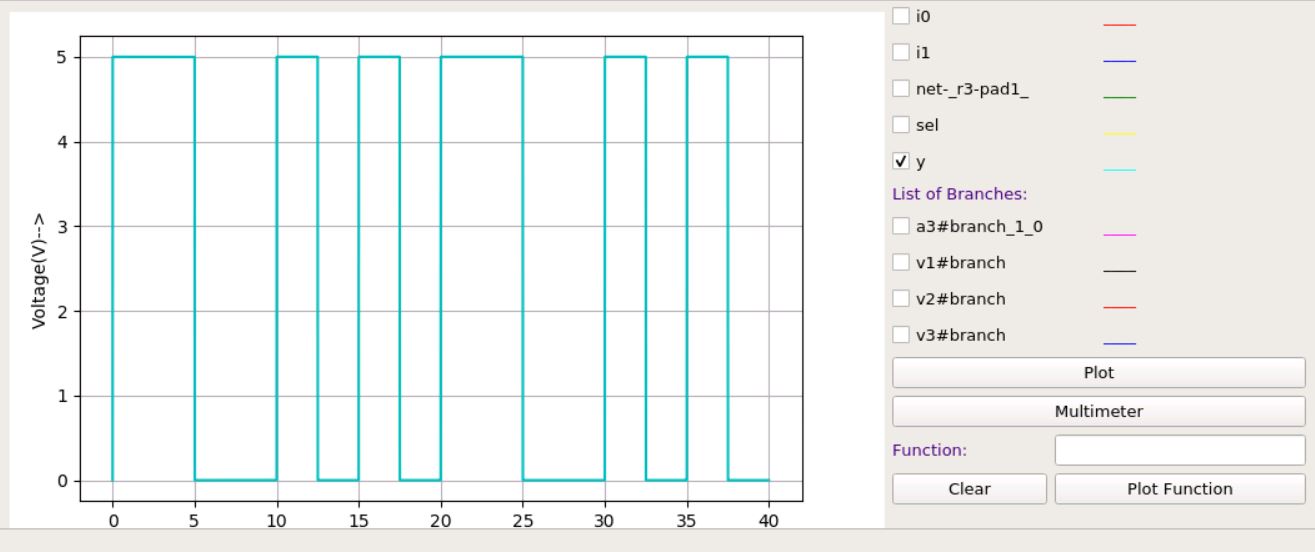 5
4
3
2
1
0
Voltage(V)-->
0 5 10 15 20 25 30 35 40
i0
i1
net-_r3-pad1_
sel
y
List of Branches:
a3#branch_1_0
v1#branch
v2#branch
v3#branch
Plot
Multimeter
Function:
Clear Plot Function